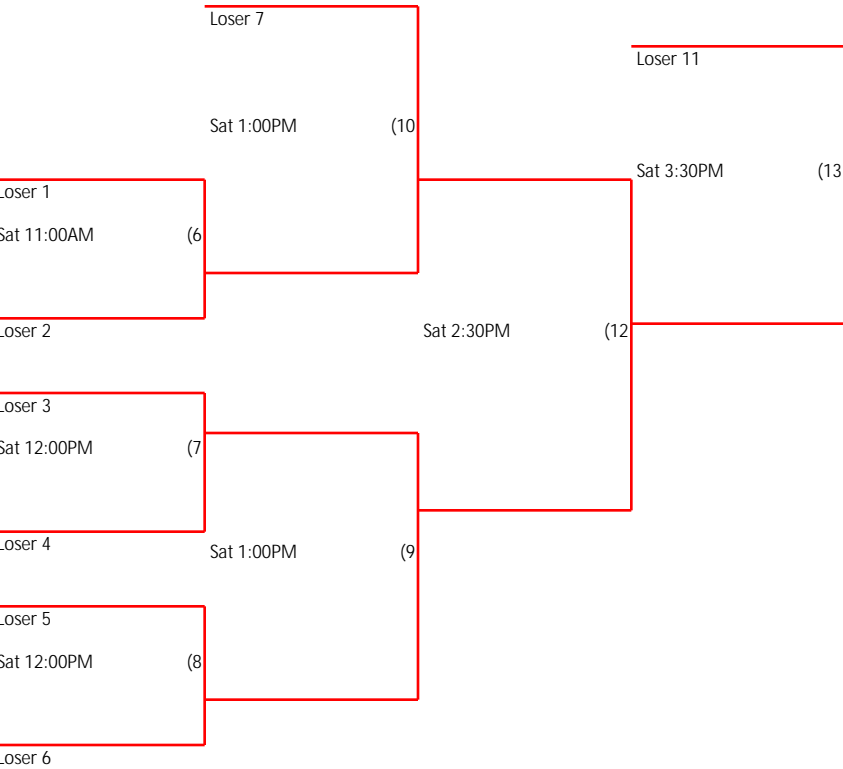 Loser 7
Loser 11
Sat 1:00PM (10
Sat 3:30PM (13
Loser 1
Sat 11:00AM (6
Loser 2
Sat 2:30PM (12
Loser 3
Sat 12:00PM (7
Loser 4
Sat 1:00PM (9
Loser 5
Sat 12:00PM (8
Loser 6